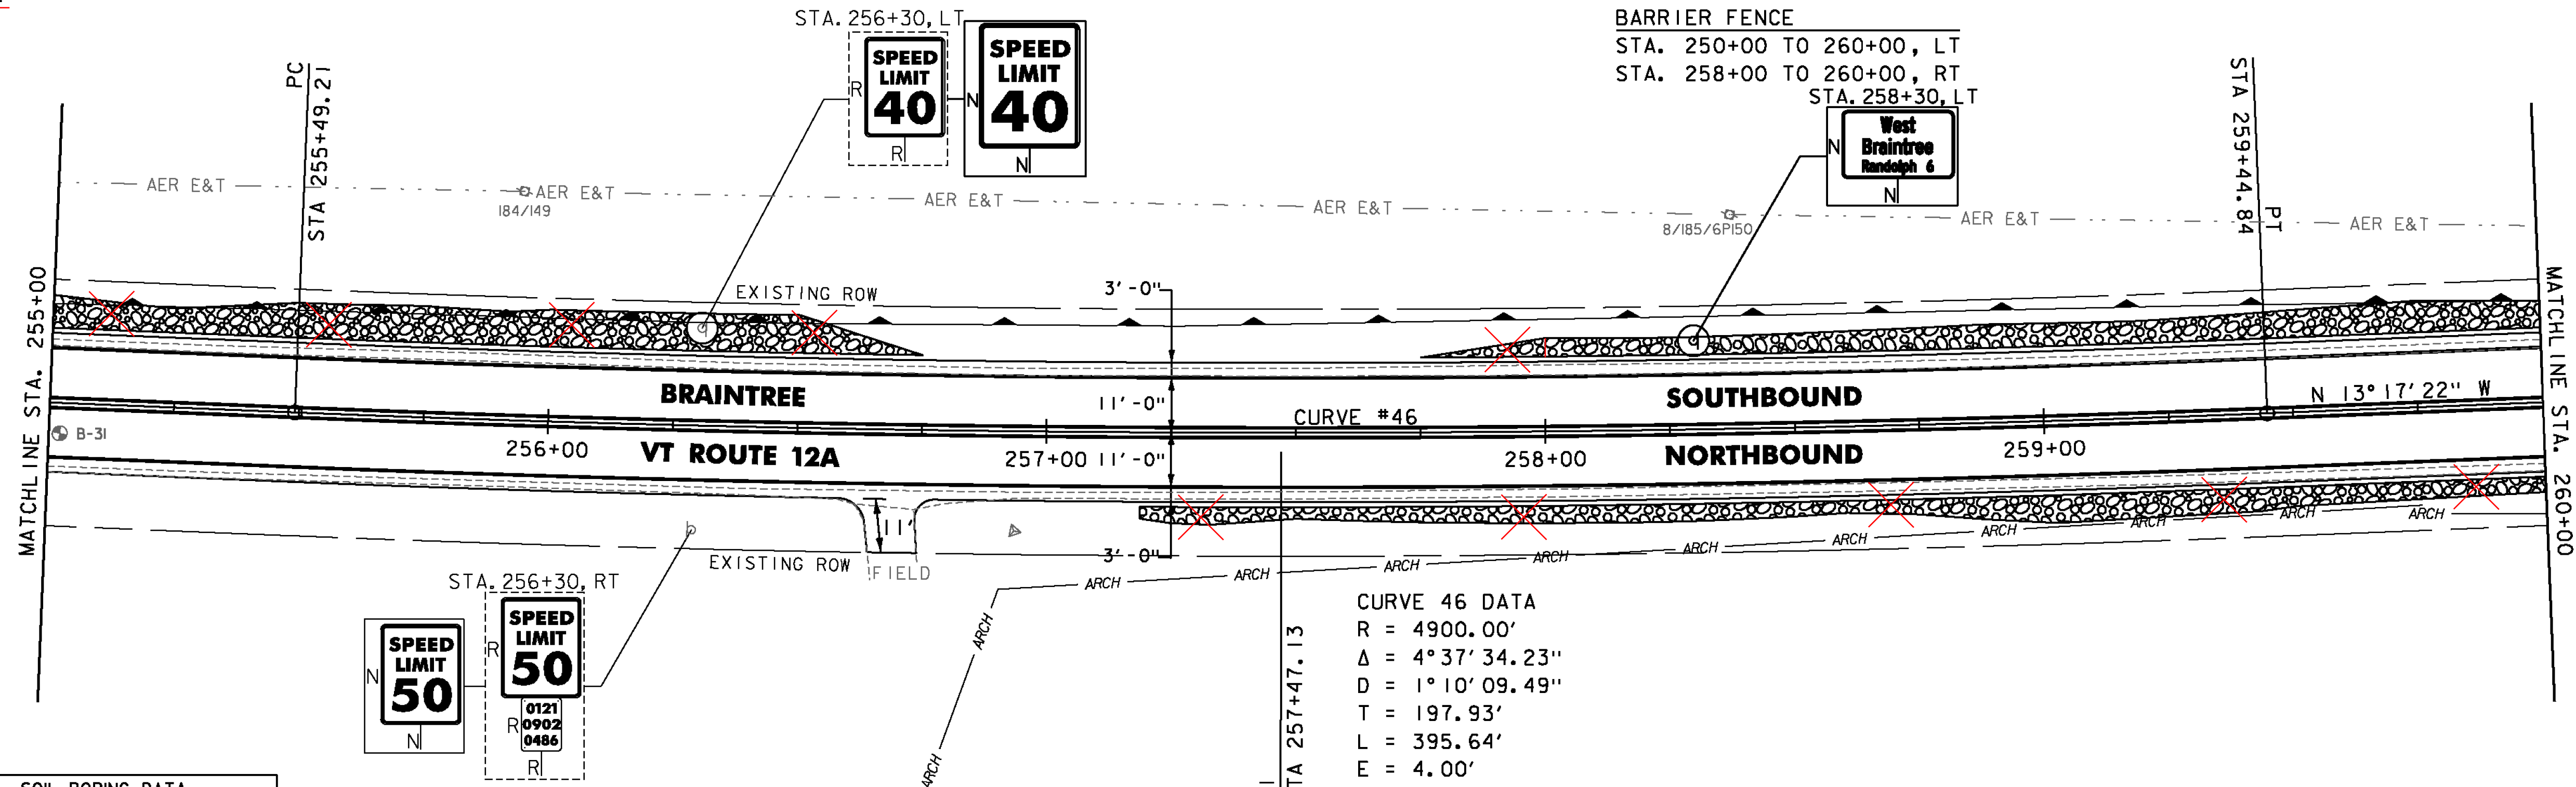 STA. 256+30, LT
SPEED
LIMIT
40
R
R
SPEED
LIMIT
40
N
N
BARRIER FENCE
STA. 250+00 TO 260+00, LT
STA. 258+00 TO 260+00, RT
STA. 258+30, LT
West
Braintree
Randolph 6
N
N
PC
STA 255+49.21
STA 259+44.84
PT
AER E&T
AER E&T
AER E&T
AER E&T
AER E&T
AER E&T
184/149
8/185/6P150
MATCHLINE STA. 255+00
MATCHLINE STA. 260+00
EXISTING ROW
3'-0"
BRAINTREE
11'-0"
SOUTHBOUND
CURVE #46
N 13°17'22" W
B-31
256+00
VT ROUTE 12A
257+00
11'-0"
258+00
NORTHBOUND
259+00
11'
3'-0"
EXISTING ROW
FIELD
ARCH
ARCH
ARCH
ARCH
ARCH
ARCH
ARCH
ARCH
ARCH
ARCH
ARCH
ARCH
STA. 256+30, RT
SPEED
LIMIT
50
N
N
SPEED
LIMIT
50
R
0121
0902
0486
R
R
TA 257+47.13
CURVE 46 DATA
R = 4900.00'
Δ = 4°37'34.23"
D = 1°10'09.49"
T = 197.93'
L = 395.64'
E = 4.00'
SOIL BORING DATA